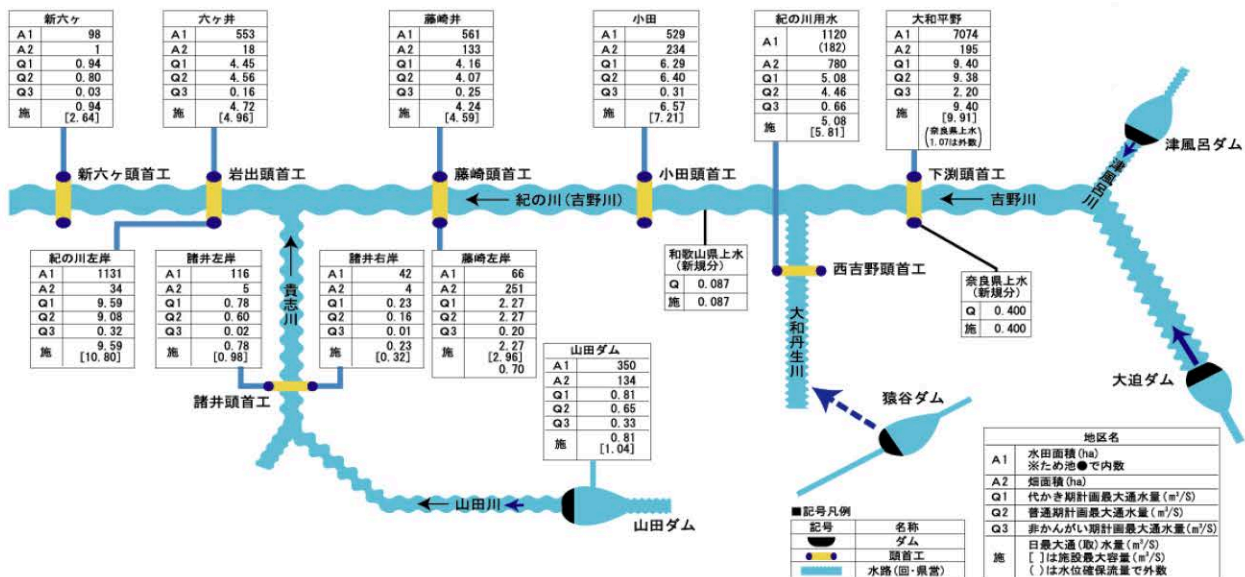 新六ヶ
A1 98
A2 1
Q1 0.94
Q2 0.80
Q3 0.03
施 0.94
[2.64]
六ヶ井
A1 553
A2 18
Q1 4.45
Q2 4.56
Q3 0.16
施 4.72
[4.96]
藤崎井
A1 561
A2 133
Q1 4.16
Q2 4.07
Q3 0.25
施 4.24
[4.59]
小田
A1 529
A2 234
Q1 6.29
Q2 6.40
Q3 0.31
施 6.57
[7.21]
紀の川用水
A1 1120
(182)
A2 780
Q1 5.08
Q2 4.46
Q3 0.66
施 5.08
[5.81]
大和平野
A1 7074
A2 195
Q1 9.40
Q2 9.38
Q3 2.20
施 9.40
[9.91]
(奈良県上水
1.07は外数)
津風呂ダム
津風呂川
新六ヶ頭首工
岩出頭首工
藤崎頭首工
小田頭首工
下渕頭首工
←紀の川(吉野川)
←吉野川
紀の川左岸
A1 1131
A2 34
Q1 9.59
Q2 9.08
Q3 0.32
施 9.59
[10.80]
諸井左岸
A1 116
A2 5
Q1 0.78
Q2 0.60
Q3 0.02
施 0.78
[0.98]
←貴志川
諸井右岸
A1 42
A2 4
Q1 0.23
Q2 0.16
Q3 0.01
施 0.23
[0.32]
藤崎左岸
A1 66
A2 251
Q1 2.27
Q2 2.27
Q3 0.20
施 2.27
[2.96]
0.70
和歌山県上水
(新規分)
Q 0.087
施 0.087
西吉野頭首工
大和丹生川
奈良県上水
(新規分)
Q 0.400
施 0.400
大迫ダム
諸井頭首工
山田ダム
A1 350
A2 134
Q1 0.81
Q2 0.65
Q3 0.33
施 0.81
[1.04]
猿谷ダム
←山田川←
山田ダム
■記号凡例
記号 名称
ダム
頭首工
水路(回・県営)
地区名
A1 水田面積(ha)
※ため池●で内数
A2 畑面積(ha)
Q1 代かき期計画最大通水量(m³/S)
Q2 普通期計画最大通水量(m³/S)
Q3 非かんがい期計画最大通水量(m³/S)
施 日最大通(取)水量(m³/S)
[ ]は施設最大容量(m³/S)
( )は水位確保流量で外数